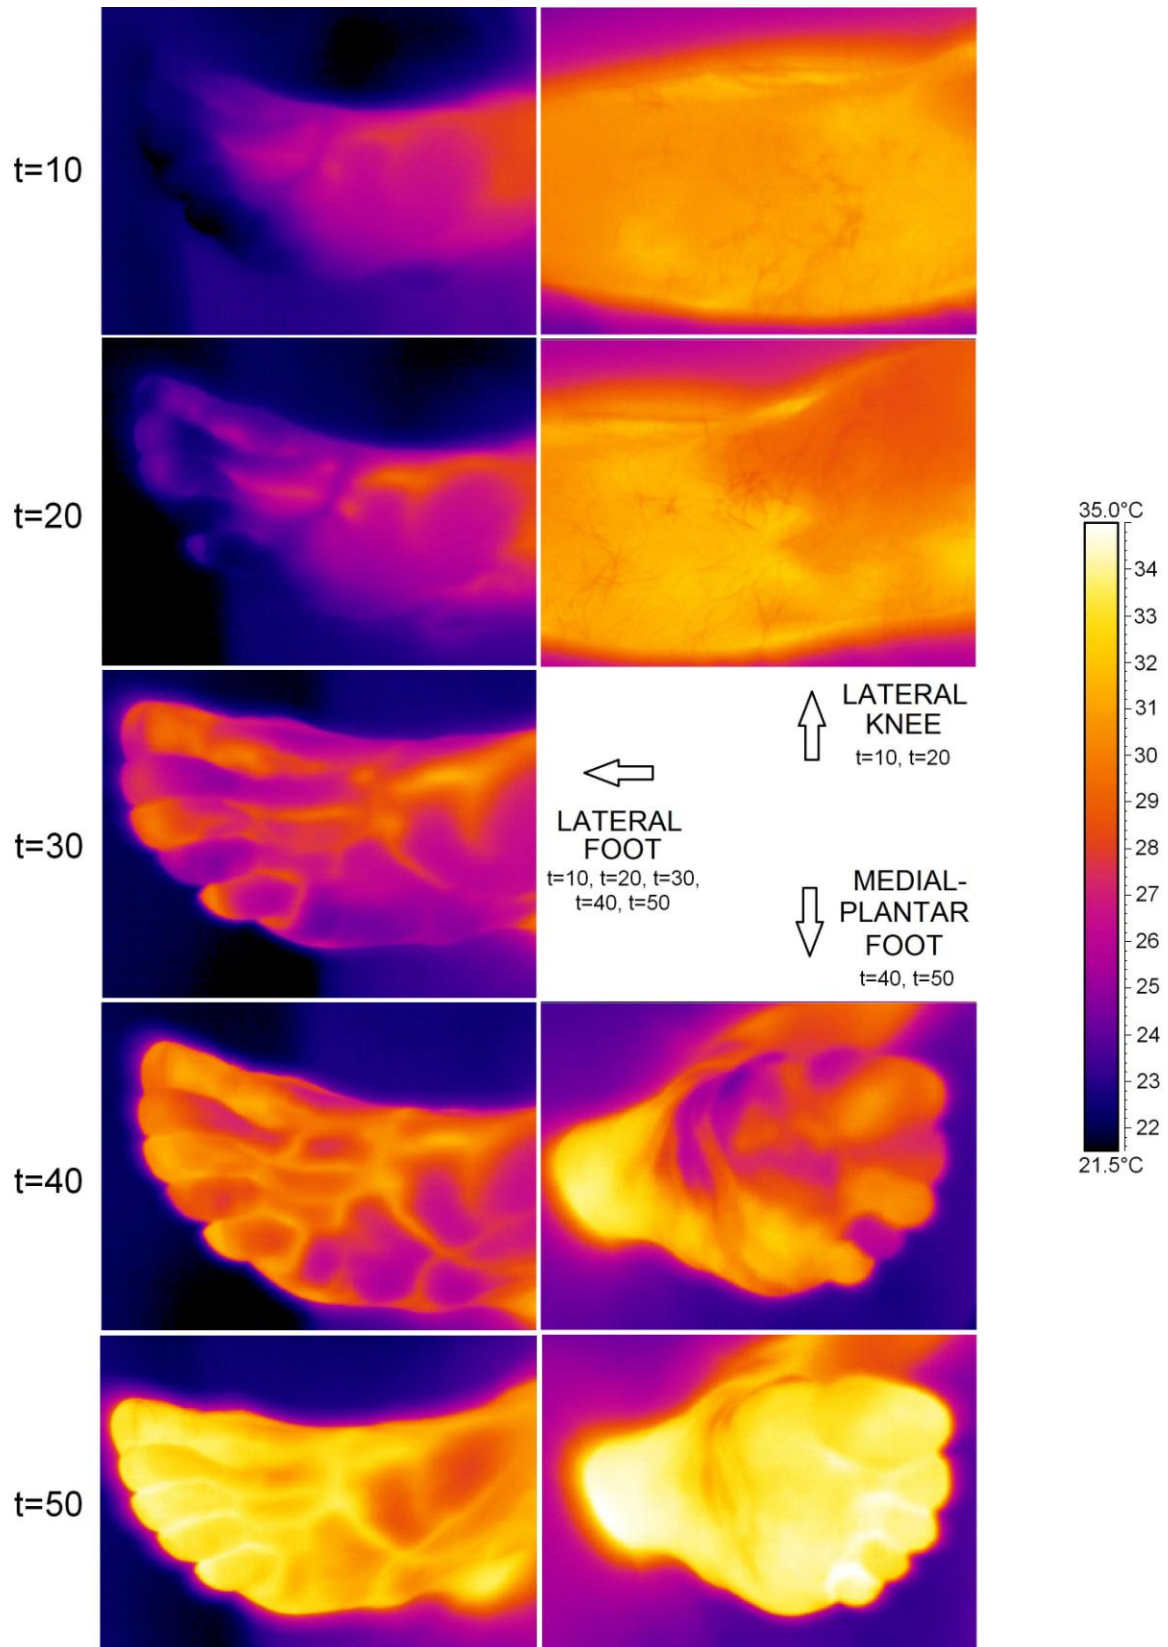 t=10
t=20
t=30
t=40
t=50
LATERAL
KNEE
t=10, t=20
LATERAL
FOOT
t=10, t=20, t=30,
t=40, t=50
MEDIAL-
PLANTAR
FOOT
t=40, t=50
35.0°C
34
33
32
31
30
29
28
27
26
25
24
23
22
21.5°C